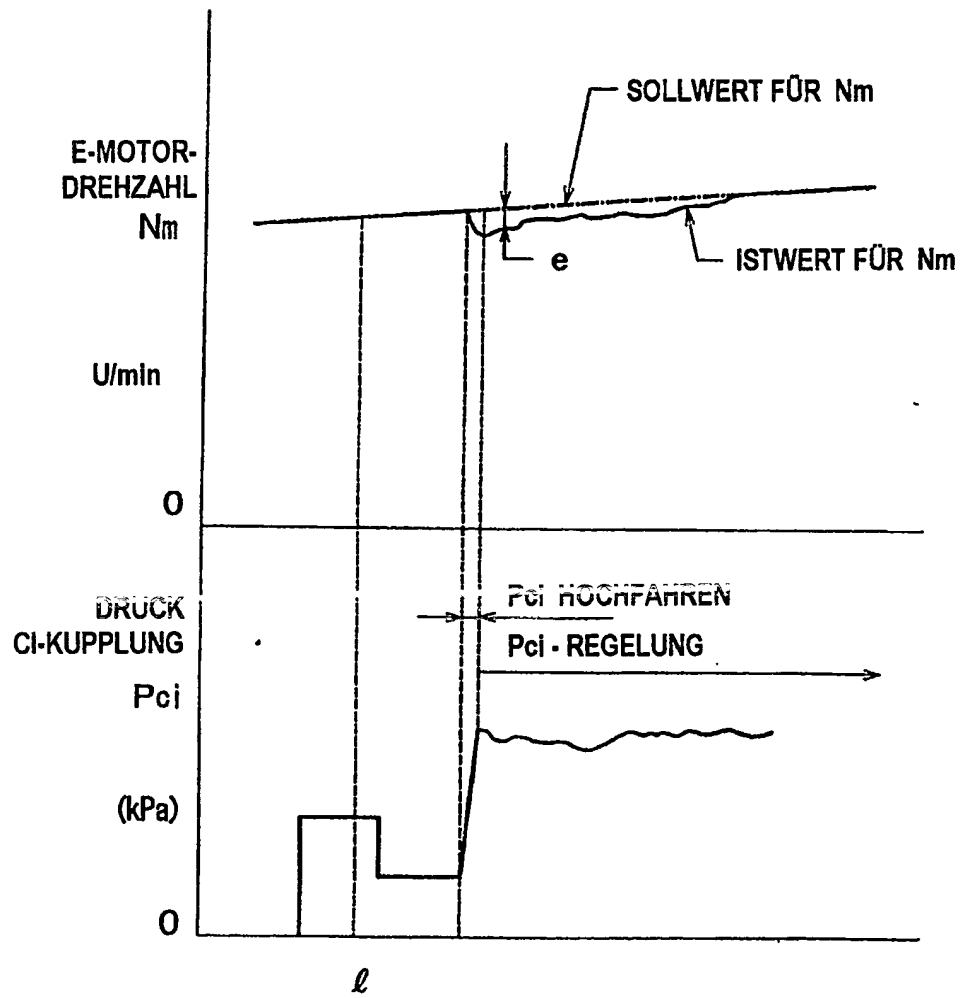 SOLLWERT FÜR Nm
E-MOTOR-
DREHZAHL
Nm
e
ISTWERT FÜR Nm
U/min
0
DRUCK
CI-KUPPLUNG
Pci
Pci HOCHFAHREN
Pci - REGELUNG
(kPa)
0
ℓ